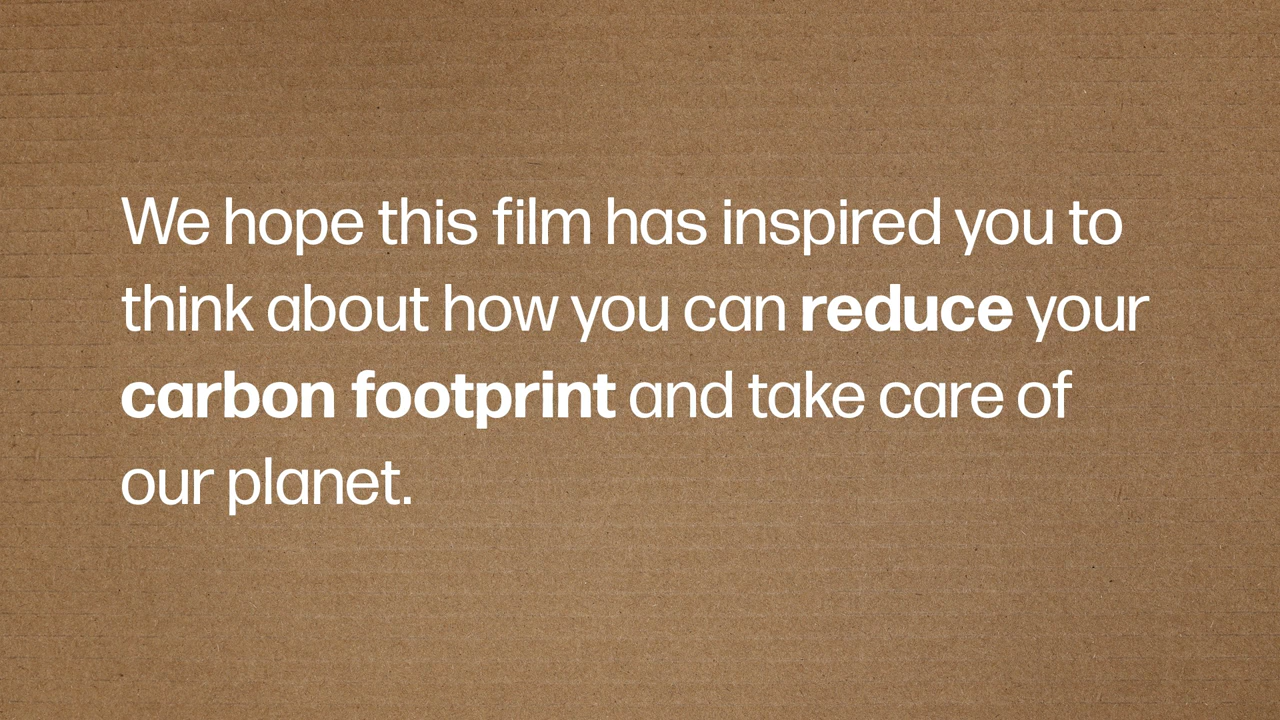 We hope this film has inspired you to
think about how you can reduce your
carbon footprint and take care of
our planet.